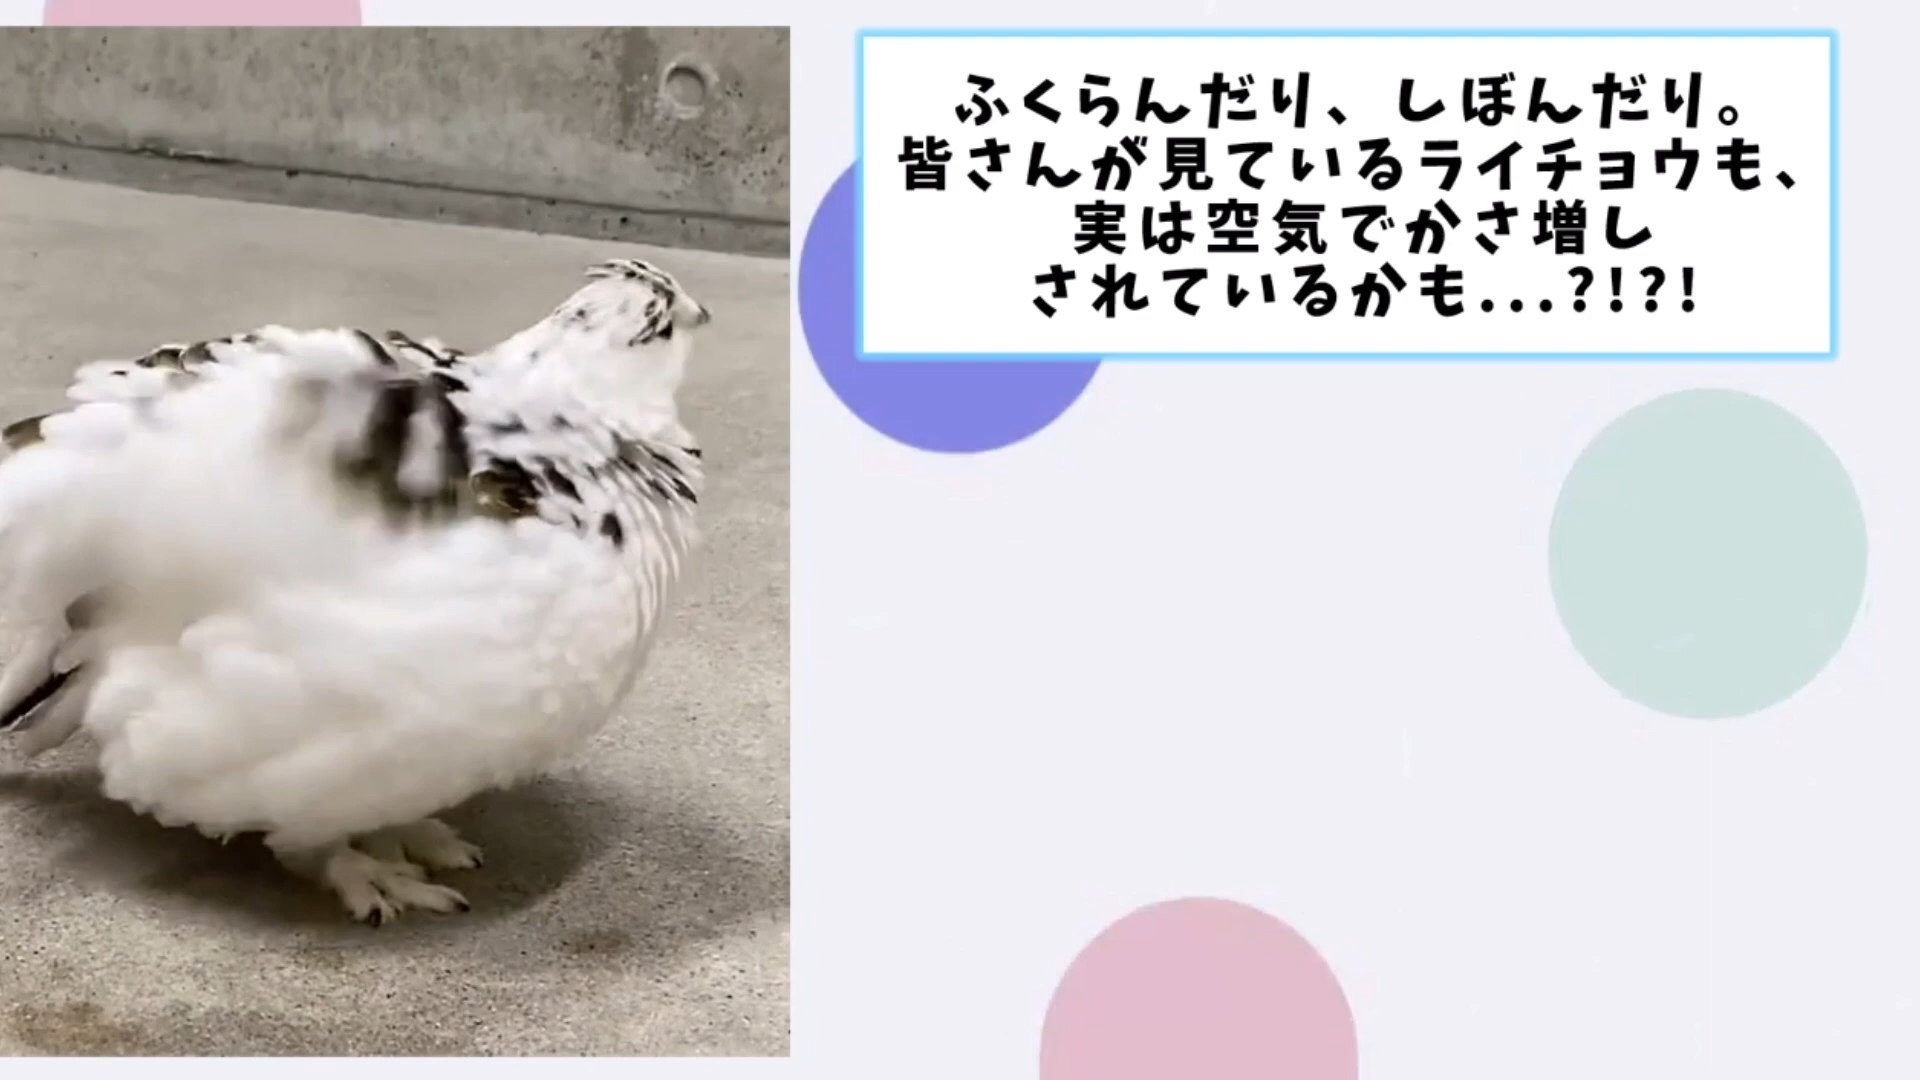 ふくらんだり、しぼんだり。
皆さんが見ているライチョウも、
実は空気でかさ増し
されているかも...?!?!